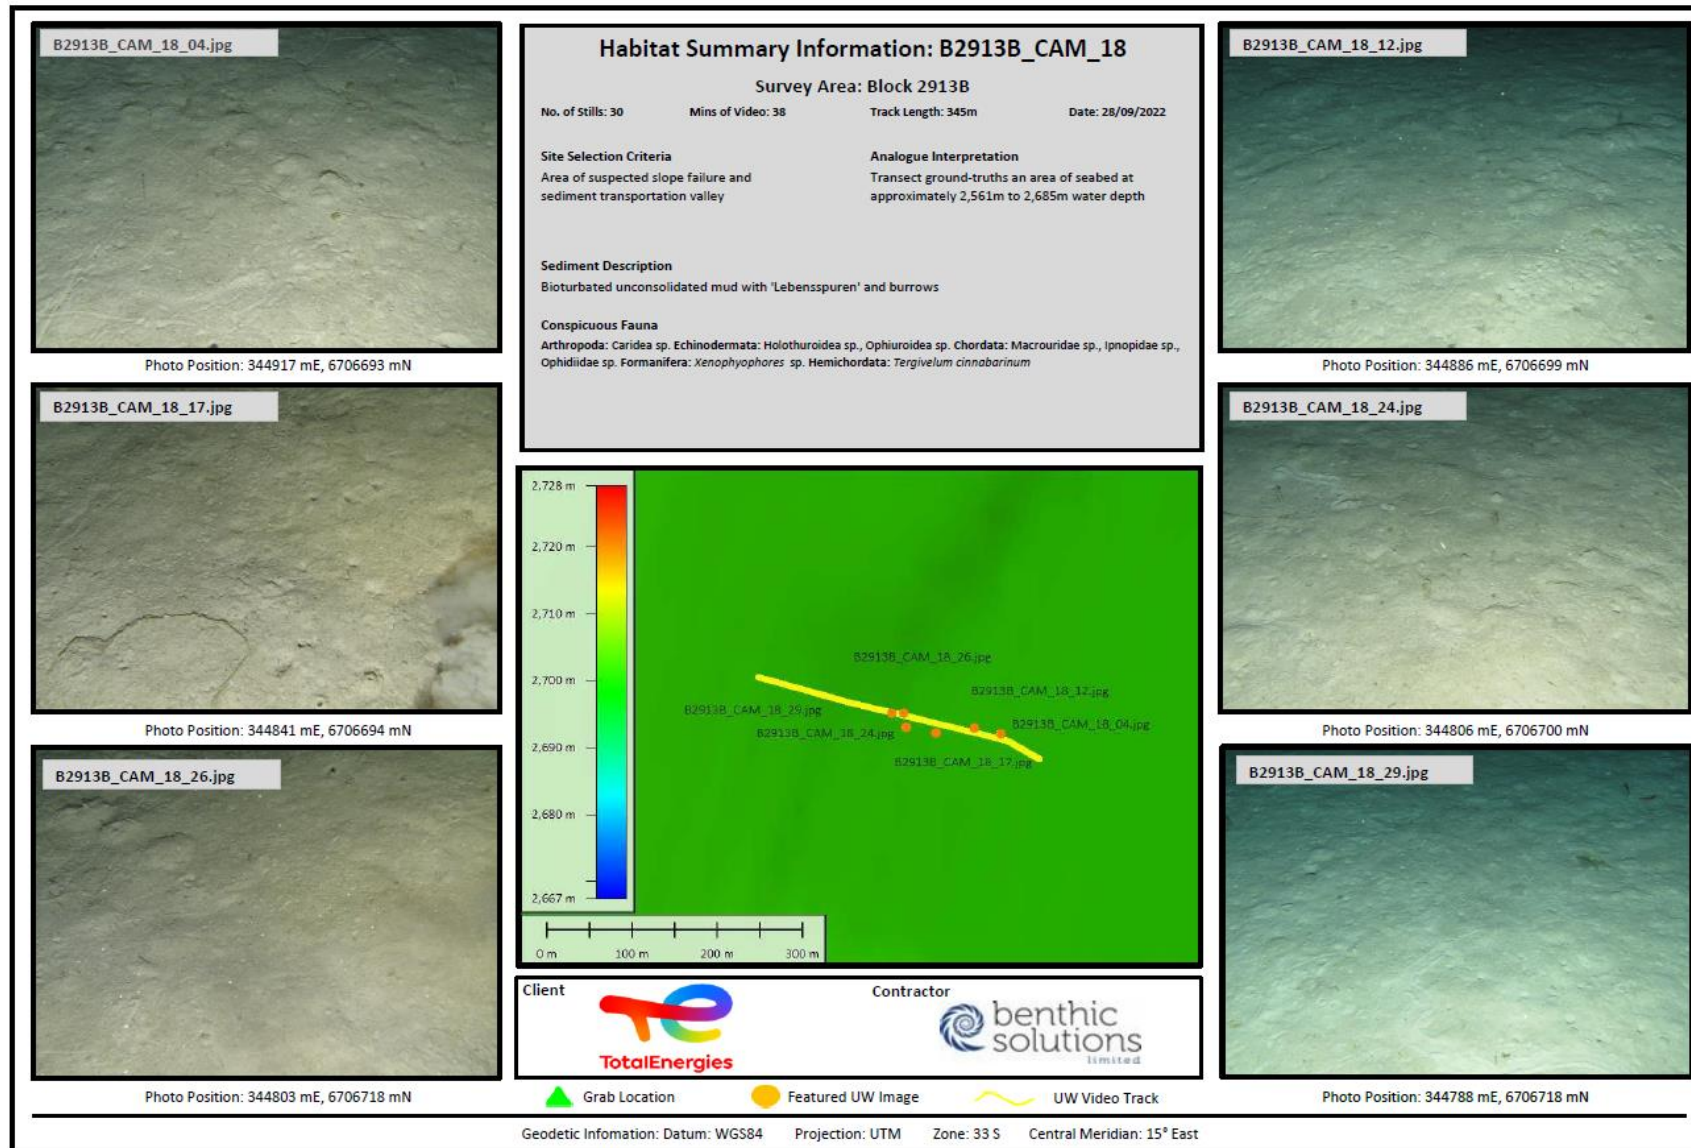 B2913B_CAM_18_04.jpg
Photo Position: 344917 mE, 6706693 mN
B2913B_CAM_18_17.jpg
Photo Position: 344841 mE, 6706694 mN
B2913B_CAM_18_26.jpg
Photo Position: 344803 mE, 6706718 mN
Habitat Summary Information: B2913B_CAM_18
Survey Area: Block 2913B
No. of Stills: 30 Mins of Video: 38 Track Length: 345m Date: 28/09/2022
Site Selection Criteria
Area of suspected slope failure and
sediment transportation valley
Analogue Interpretation
Transect ground-truths an area of seabed at
approximately 2,561m to 2,685m water depth
Sediment Description
Bioturbated unconsolidated mud with 'Lebensspuren' and burrows
Conspicuous Fauna
Arthropoda: Caridea sp. Echinodermata: Holothuroidea sp., Ophiuroidea sp. Chordata: Macrouridae sp., Ipnopidae sp.,
Ophidiidae sp. Formanifera: Xenophyophores sp. Hemichordata: Tergivelum cinnabarinum
2,728 m
2,720 m
2,710 m
2,700 m
2,690 m
2,680 m
2,667 m
0 m 100 m 200 m 300 m
B2913B_CAM_18_26.jpg
B2913B_CAM_18_12.jpg
B2913B_CAM_18_29.jpg
B2913B_CAM_18_04.jpg
B2913B_CAM_18_24.jpg
B2913B_CAM_18_17.jpg
Client
TotalEnergies
Contractor
benthic
solutions
limited
Grab Location Featured UW Image UW Video Track
B2913B_CAM_18_12.jpg
Photo Position: 344886 mE, 6706699 mN
B2913B_CAM_18_24.jpg
Photo Position: 344806 mE, 6706700 mN
B2913B_CAM_18_29.jpg
Photo Position: 344788 mE, 6706718 mN
Geodetic Infomation: Datum: WGS84 Projection: UTM Zone: 33 S Central Meridian: 15° East